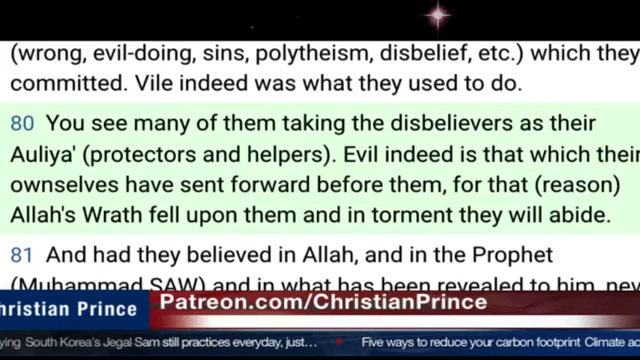 (wrong, evil-doing, sins, polytheism, disbelief, etc.) which they
committed. Vile indeed was what they used to do.
80 You see many of them taking the disbelievers as their
Auliya' (protectors and helpers). Evil indeed is that which their
ownselves have sent forward before them, for that (reason)
Allah's Wrath fell upon them and in torment they will abide.
81 And had they believed in Allah, and in the Prophet
(Muhammad SAW) and in what has been revealed to him, nev
hristian Prince
Patreon.com/ChristianPrince
ying South Korea's Jegal Sam still practices everyday, just... Five ways to reduce your carbon footprint Climate ac